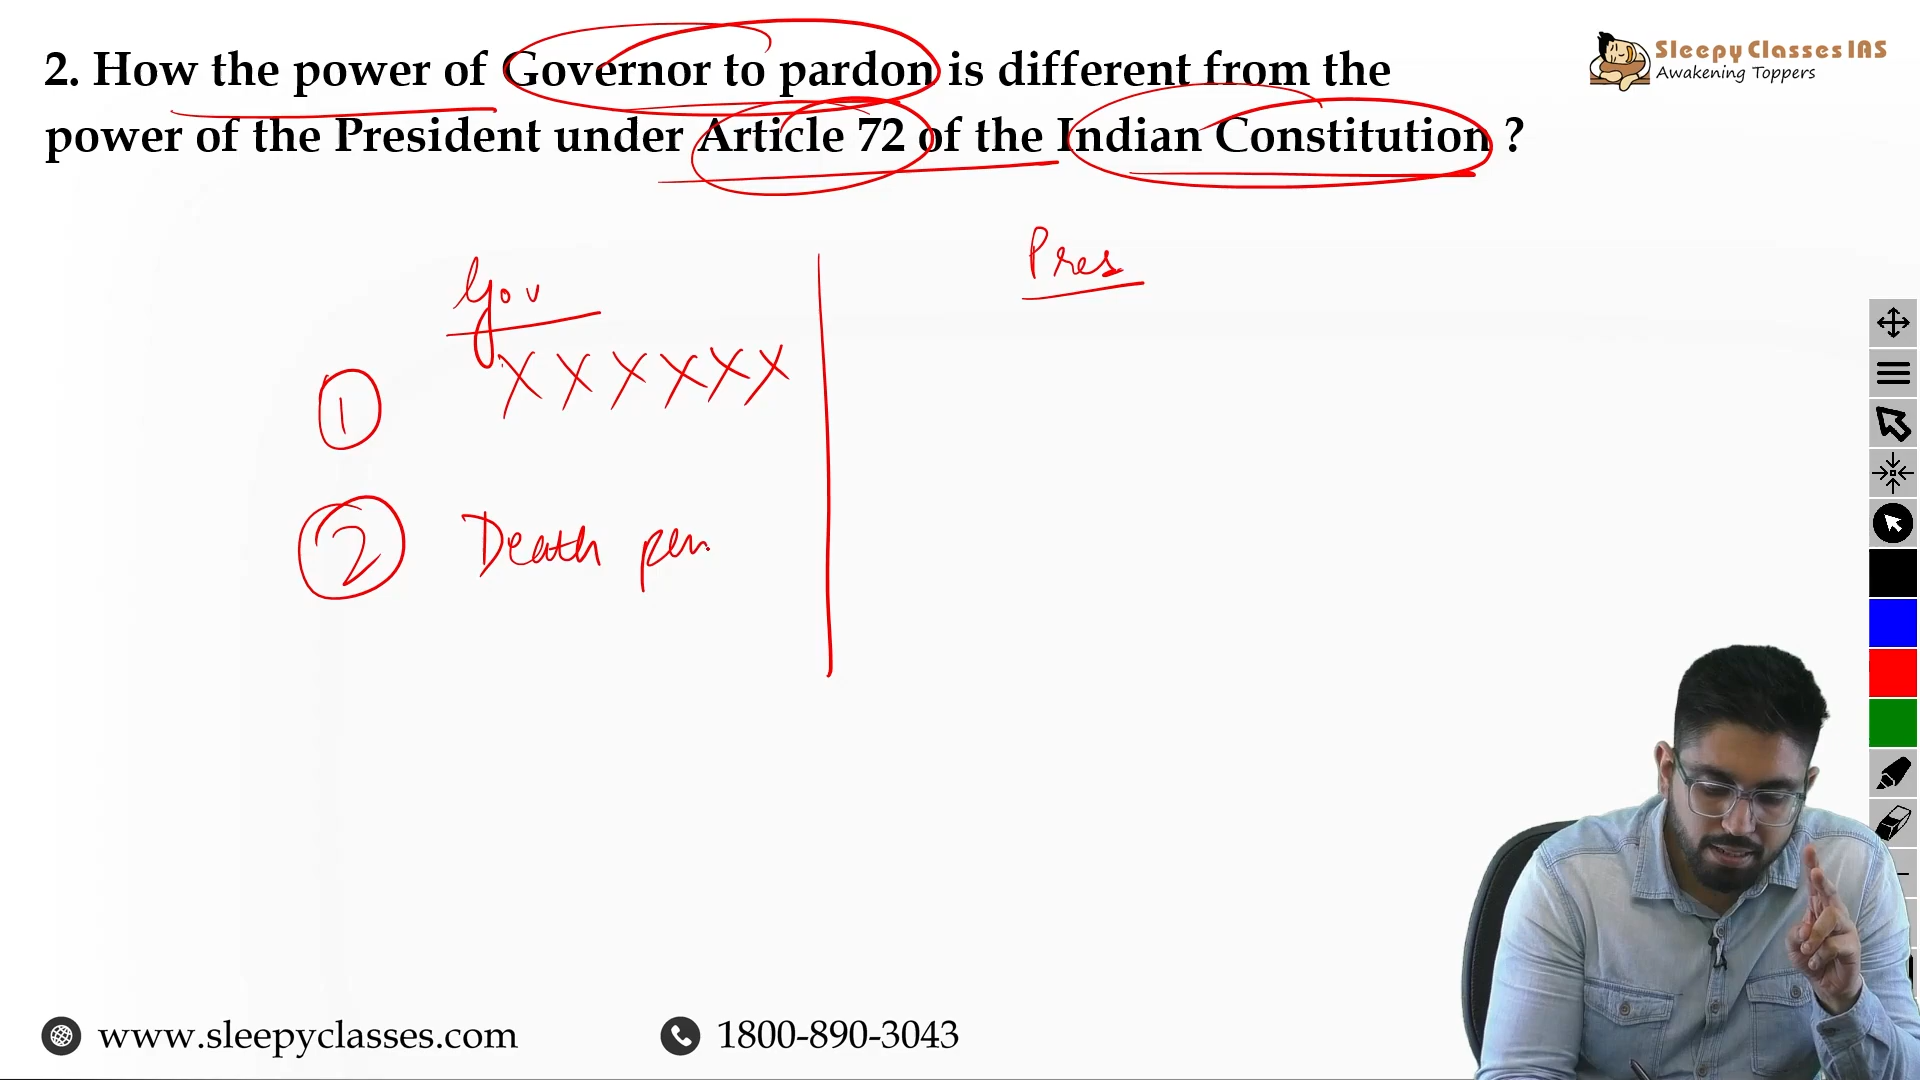 2. How the power of Governor to pardon is different from the
power of the President under Article 72 of the Indian Constitution ?
Sleepy Classes IAS
Awakening Toppers
Gov
Pres
1
X X X X X X
2 Death pen
www.sleepyclasses.com
1800-890-3043